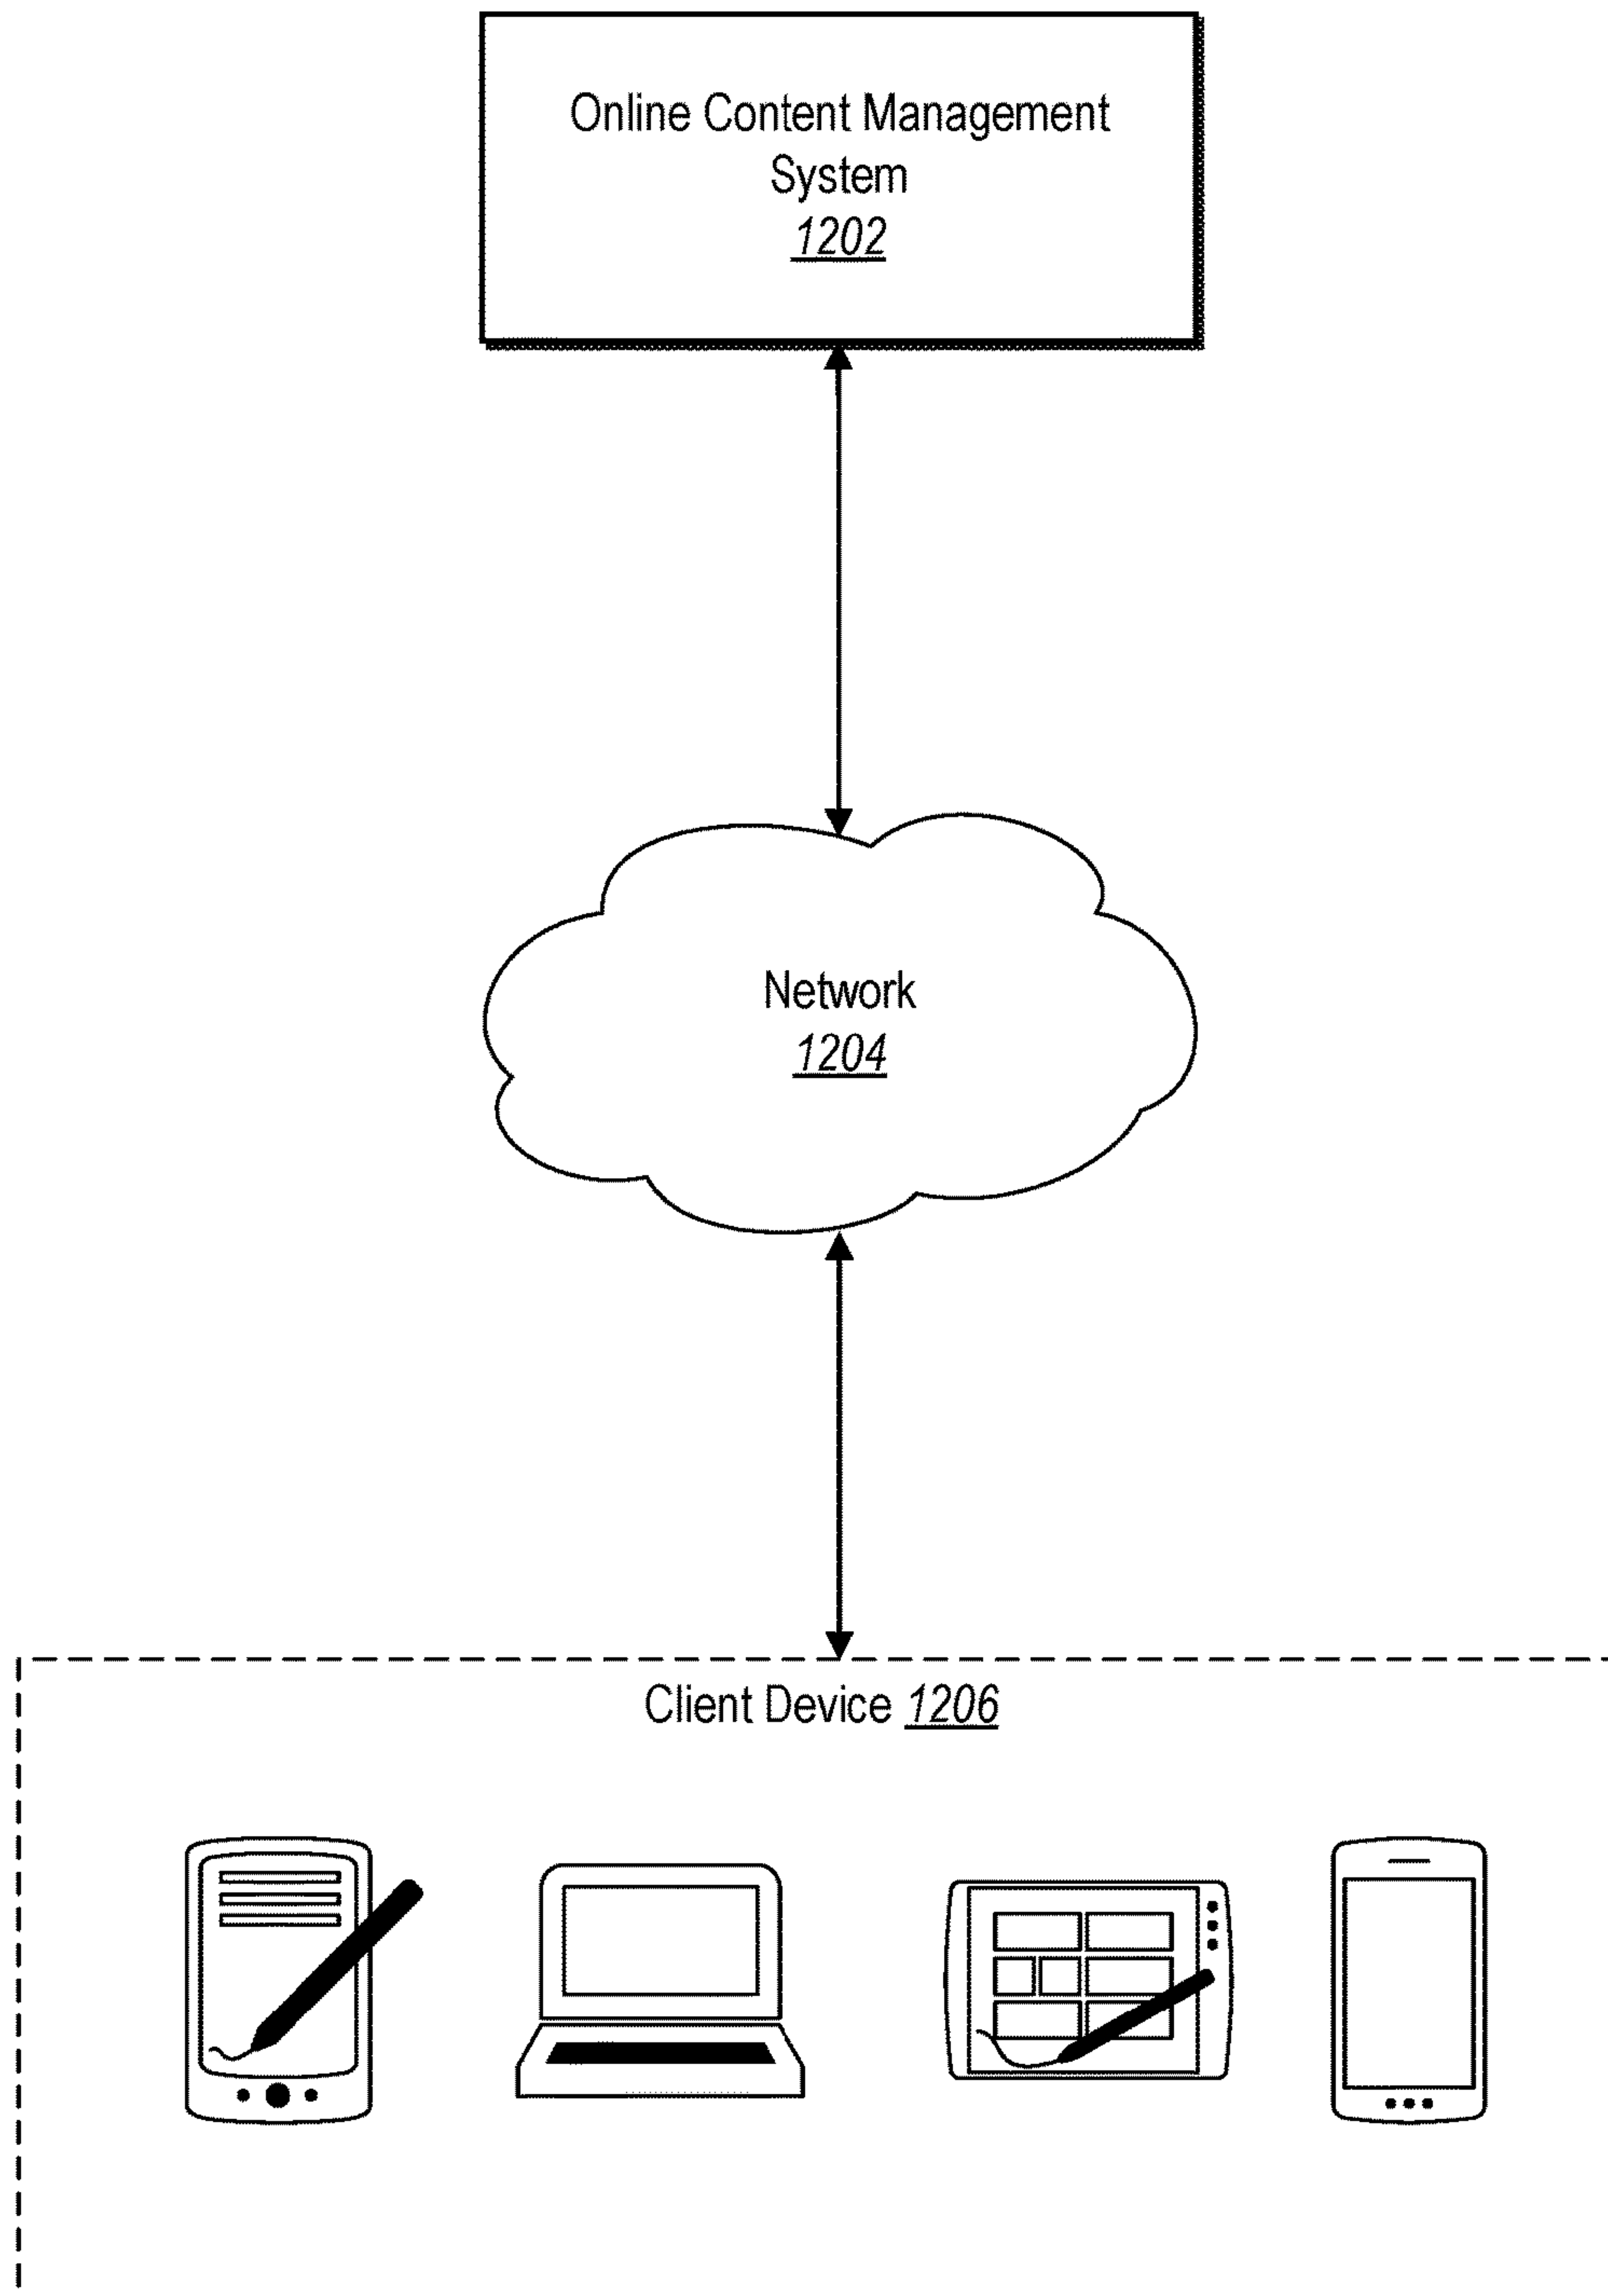 Online Content Management
System
1202
Network
1204
Client Device 1206